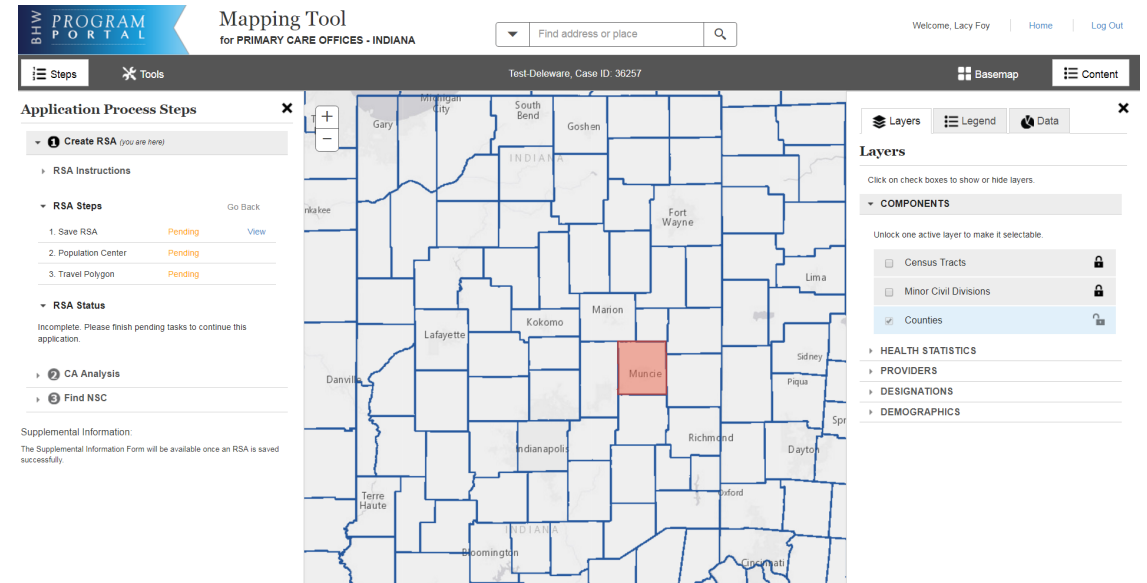 BHW PROGRAM PORTAL
Mapping Tool
for PRIMARY CARE OFFICES - INDIANA
Find address or place
Welcome, Lacy Foy
Home
Log Out
Steps
Tools
Test-Deleware, Case ID: 36257
Basemap
Content
Application Process Steps
1 Create RSA (you are here)
RSA Instructions
RSA Steps
Go Back
1. Save RSA Pending View
2. Population Center Pending
3. Travel Polygon Pending
RSA Status
Incomplete. Please finish pending tasks to continue this
application.
2 CA Analysis
3 Find NSC
Supplemental Information:
The Supplemental Information Form will be available once an RSA is saved
successfully.
+
−
Michigan
City
South
Bend
Gary
Goshen
INDIANA
nkakee
Fort
Wayne
Lima
Marion
Kokomo
Lafayette
Sidney
Muncie
Danville
Piqua
Spr
Richmond
Indianapolis
Dayton
Terre
Haute
Oxford
INDIANA
Bloomington
Cincinnati
Layers
Legend
Data
Layers
Click on check boxes to show or hide layers.
COMPONENTS
Unlock one active layer to make it selectable.
Census Tracts
Minor Civil Divisions
Counties
HEALTH STATISTICS
PROVIDERS
DESIGNATIONS
DEMOGRAPHICS